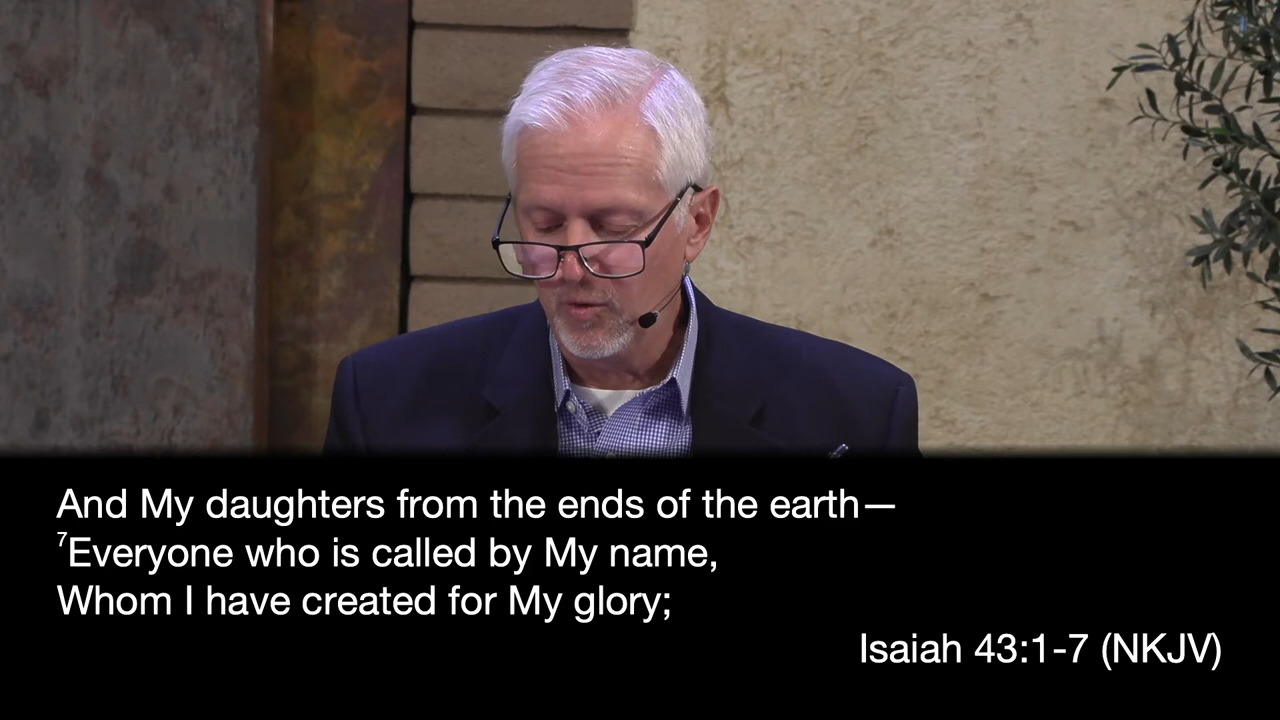 And My daughters from the ends of the earth—
⁷Everyone who is called by My name,
Whom I have created for My glory;
Isaiah 43:1-7 (NKJV)